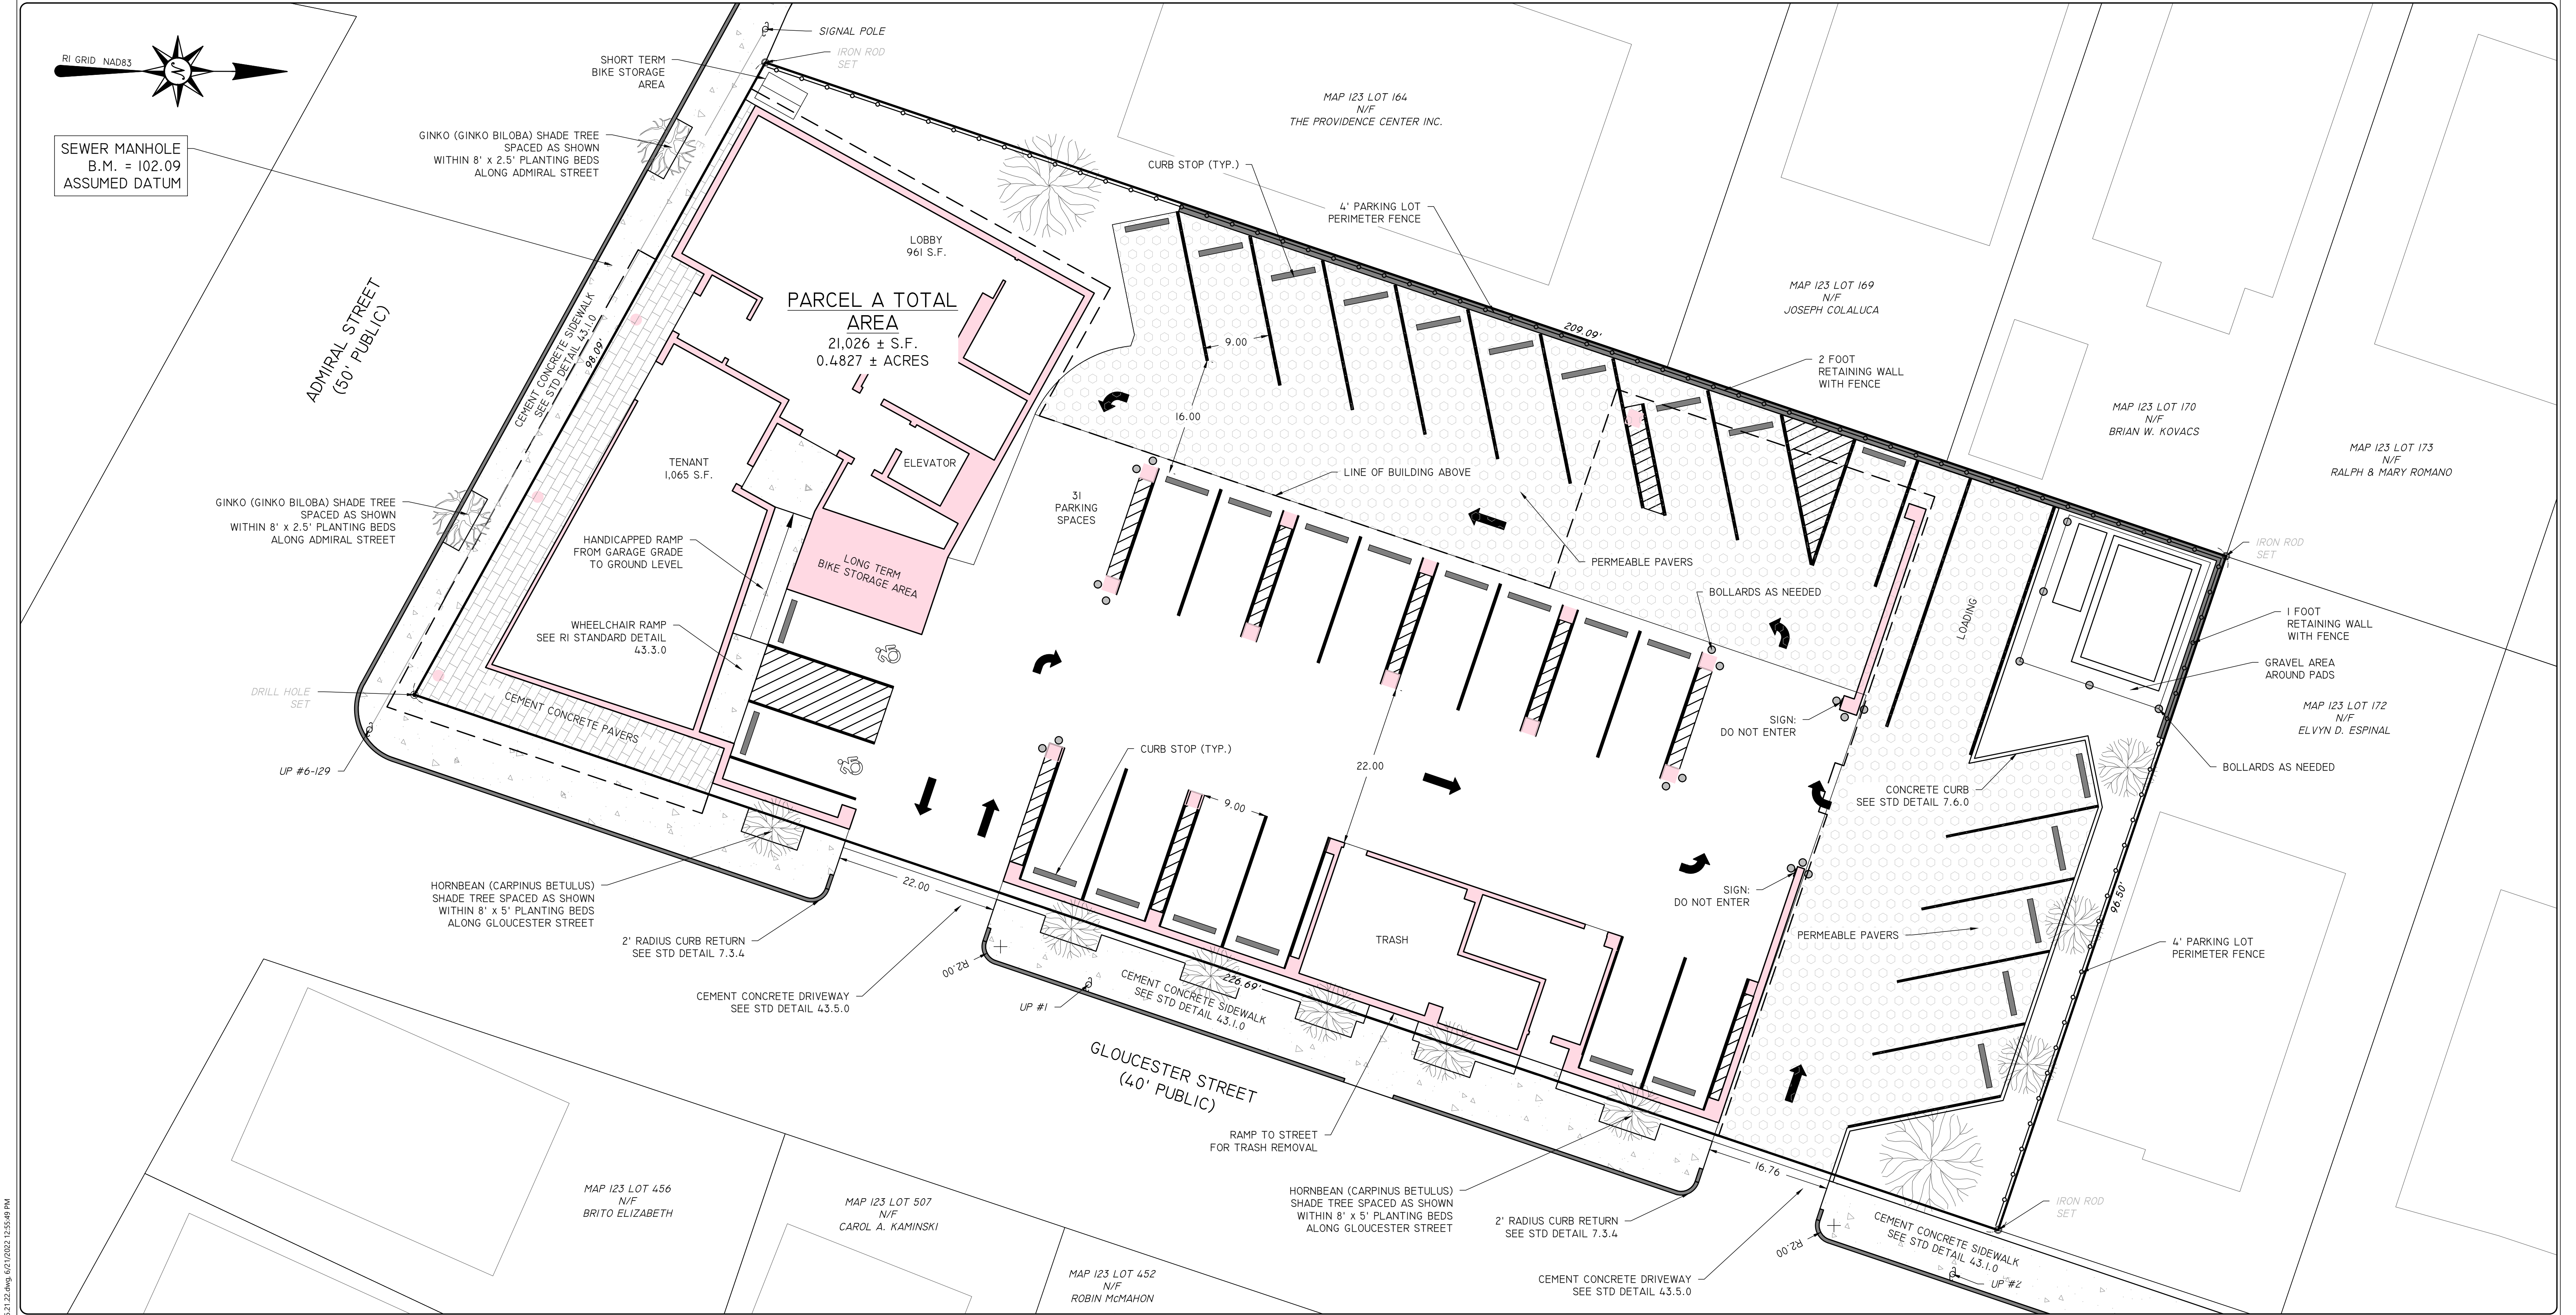 SIGNAL POLE
IRON ROD
SET
SHORT TERM
BIKE STORAGE
AREA
RI GRID NAD83
N
SEWER MANHOLE
B.M. = 102.09
ASSUMED DATUM
GINKO (GINKO BILOBA) SHADE TREE
SPACED AS SHOWN
WITHIN 8' x 2.5' PLANTING BEDS
ALONG ADMIRAL STREET
MAP 123 LOT 164
N/F
THE PROVIDENCE CENTER INC.
CURB STOP (TYP.)
4' PARKING LOT
PERIMETER FENCE
LOBBY
961 S.F.
PARCEL A TOTAL
AREA
21,026 ± S.F.
0.4827 ± ACRES
ADMIRAL STREET
(50' PUBLIC)
CEMENT CONCRETE SIDEWALK
SEE STD DETAIL 43.1.0
98.09'
209.09'
9.00
16.00
MAP 123 LOT 169
N/F
JOSEPH COLALUCA
2 FOOT
RETAINING WALL
WITH FENCE
MAP 123 LOT 170
N/F
BRIAN W. KOVACS
MAP 123 LOT 173
N/F
RALPH & MARY ROMANO
TENANT
1,065 S.F.
ELEVATOR
31
PARKING
SPACES
LINE OF BUILDING ABOVE
GINKO (GINKO BILOBA) SHADE TREE
SPACED AS SHOWN
WITHIN 8' x 2.5' PLANTING BEDS
ALONG ADMIRAL STREET
HANDICAPPED RAMP
FROM GARAGE GRADE
TO GROUND LEVEL
LONG TERM
BIKE STORAGE AREA
PERMEABLE PAVERS
BOLLARDS AS NEEDED
LOADING
IRON ROD
SET
1 FOOT
RETAINING WALL
WITH FENCE
GRAVEL AREA
AROUND PADS
WHEELCHAIR RAMP
SEE RI STANDARD DETAIL
43.3.0
DRILL HOLE
SET
CEMENT CONCRETE PAVERS
SIGN:
DO NOT ENTER
MAP 123 LOT 172
N/F
ELVYN D. ESPINAL
UP #6-129
CURB STOP (TYP.)
22.00
9.00
BOLLARDS AS NEEDED
CONCRETE CURB
SEE STD DETAIL 7.6.0
HORNBEAN (CARPINUS BETULUS)
SHADE TREE SPACED AS SHOWN
WITHIN 8' x 5' PLANTING BEDS
ALONG GLOUCESTER STREET
22.00
SIGN:
DO NOT ENTER
96.50'
2' RADIUS CURB RETURN
SEE STD DETAIL 7.3.4
TRASH
PERMEABLE PAVERS
4' PARKING LOT
PERIMETER FENCE
R2.00
CEMENT CONCRETE DRIVEWAY
SEE STD DETAIL 43.5.0
UP #1
226.69'
CEMENT CONCRETE SIDEWALK
SEE STD DETAIL 43.1.0
GLOUCESTER STREET
(40' PUBLIC)
RAMP TO STREET
FOR TRASH REMOVAL
16.76
MAP 123 LOT 456
N/F
BRITO ELIZABETH
MAP 123 LOT 507
N/F
CAROL A. KAMINSKI
HORNBEAN (CARPINUS BETULUS)
SHADE TREE SPACED AS SHOWN
WITHIN 8' x 5' PLANTING BEDS
ALONG GLOUCESTER STREET
2' RADIUS CURB RETURN
SEE STD DETAIL 7.3.4
R2.00
IRON ROD
SET
CEMENT CONCRETE SIDEWALK
SEE STD DETAIL 43.1.0
MAP 123 LOT 452
N/F
ROBIN McMAHON
CEMENT CONCRETE DRIVEWAY
SEE STD DETAIL 43.5.0
UP #2
5.21.22.dwg, 6/21/2022 12:55:49 PM